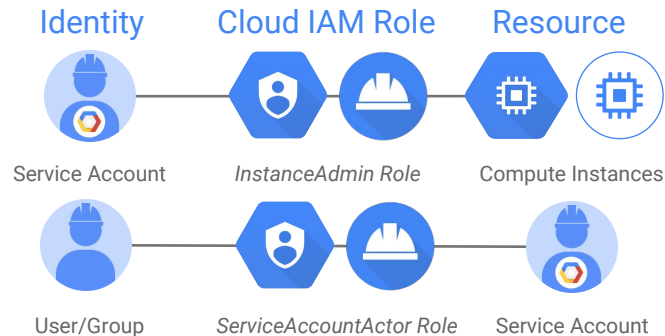 Identity Cloud IAM Role Resource
Service Account InstanceAdmin Role Compute Instances
User/Group ServiceAccountActor Role Service Account